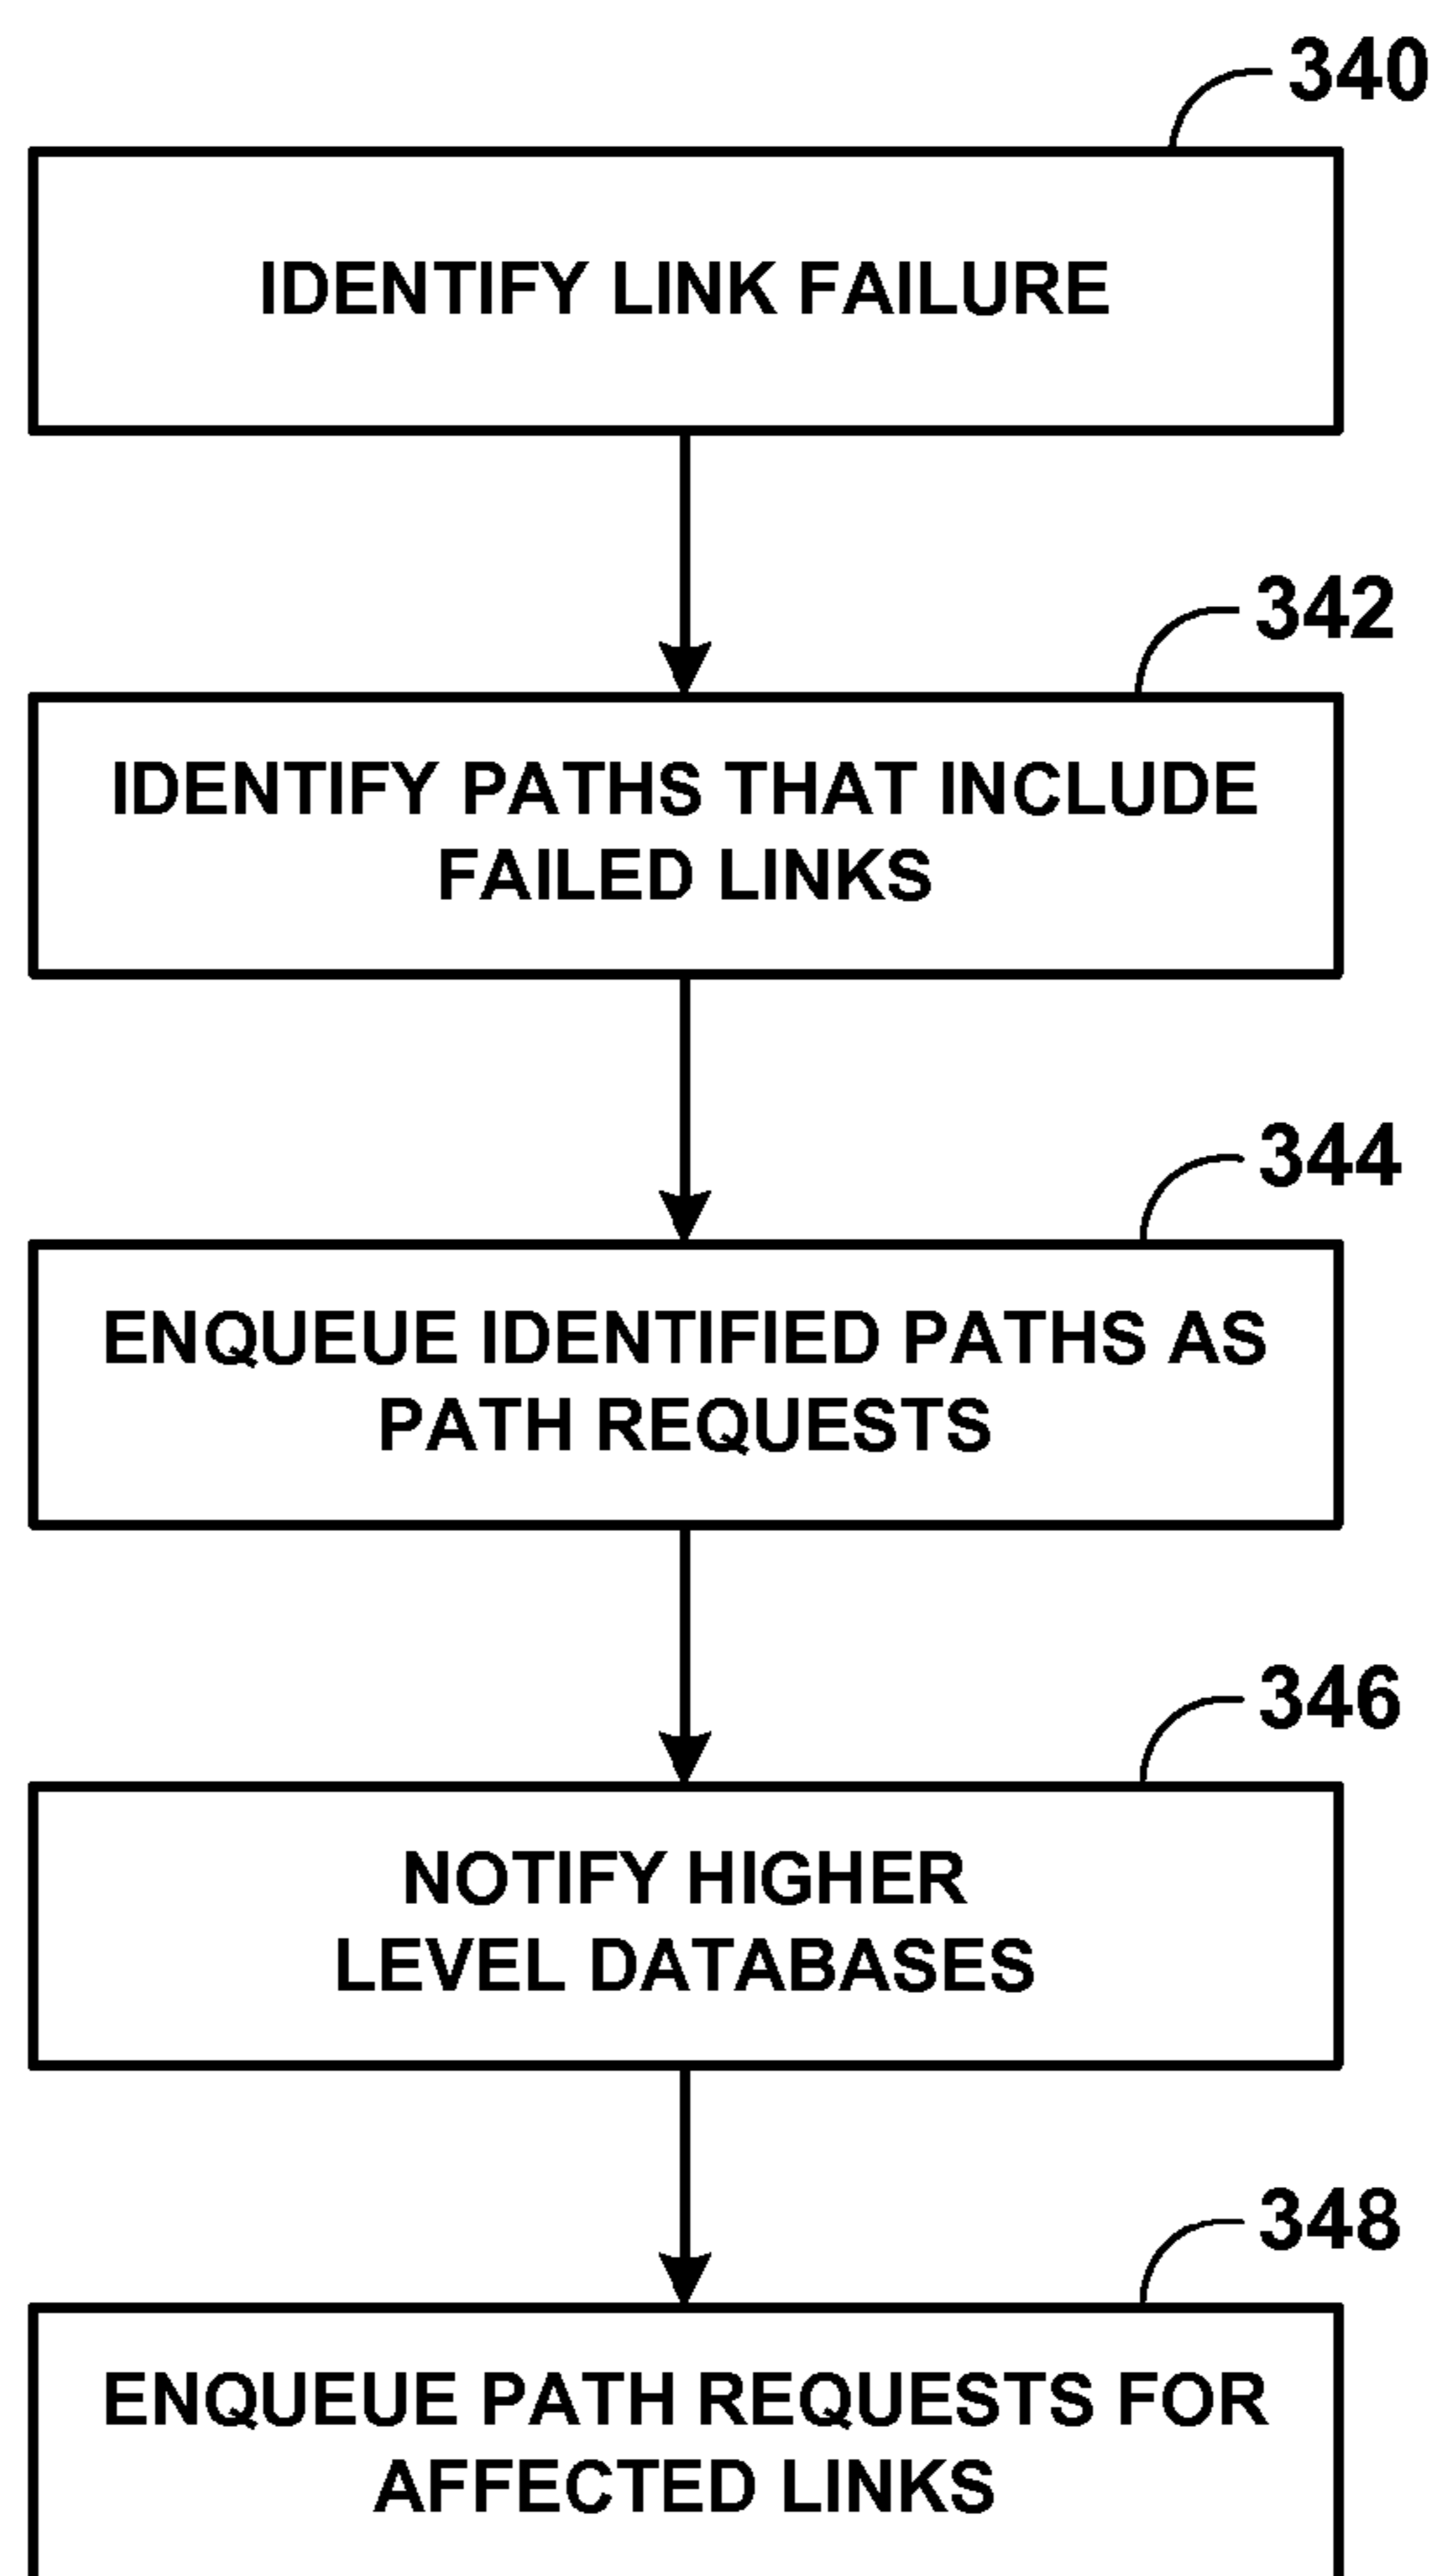 340
IDENTIFY LINK FAILURE
342
IDENTIFY PATHS THAT INCLUDE
FAILED LINKS
344
ENQUEUE IDENTIFIED PATHS AS
PATH REQUESTS
346
NOTIFY HIGHER
LEVEL DATABASES
348
ENQUEUE PATH REQUESTS FOR
AFFECTED LINKS